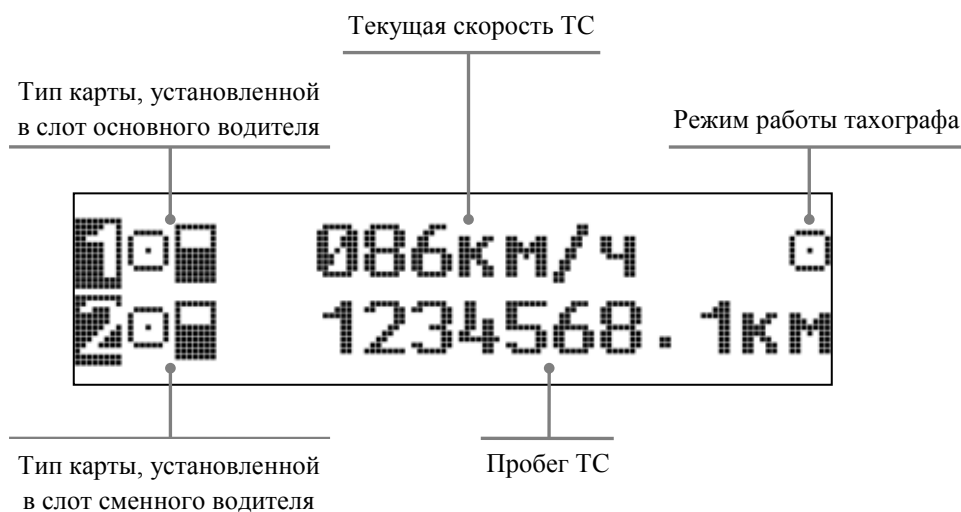 Текущая скорость ТС
Тип карты, установленной
в слот основного водителя
Режим работы тахографа
1 086км/ч
2 1234568.1км
Тип карты, установленной
в слот сменного водителя
Пробег ТС